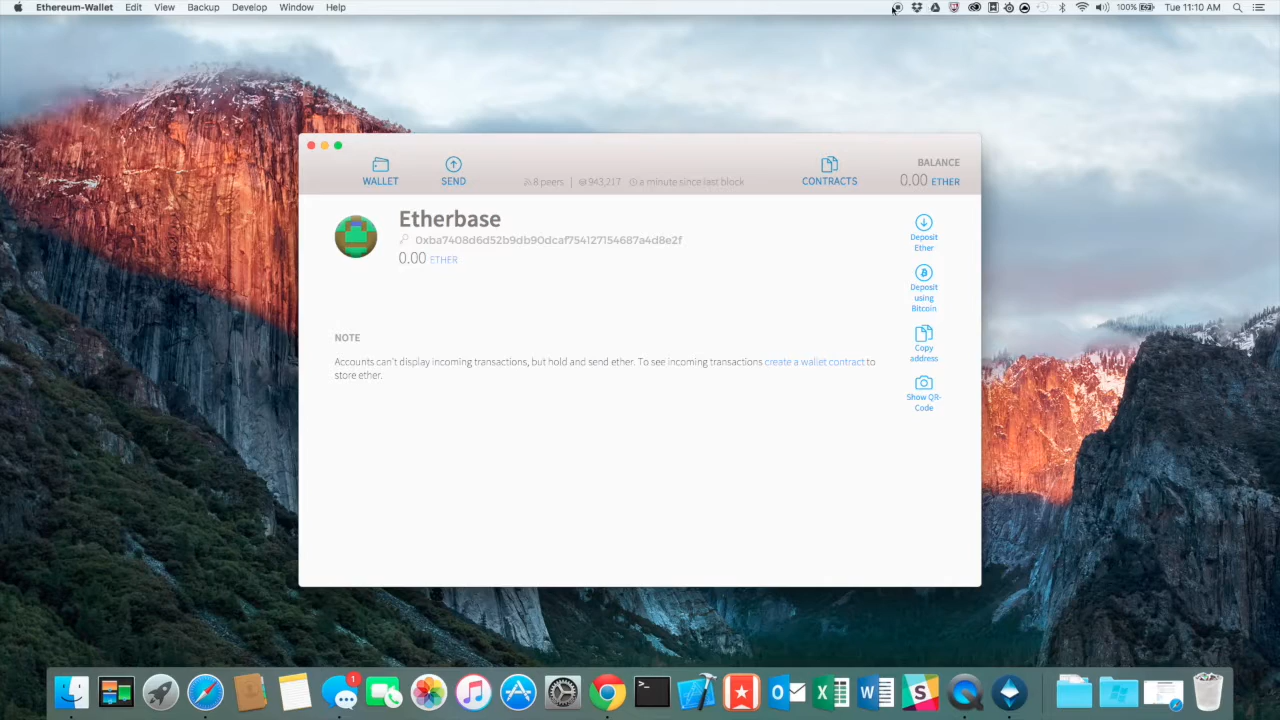 Ethereum-Wallet Edit View Backup Develop Window Help 100% Tue 11:10 AM
WALLET SEND 8 peers | 943,217 a minute since last block CONTRACTS BALANCE
0.00 ETHER
Etherbase
0xba7408d6d52b9db90dcaf754127154687a4d8e2f
0.00 ETHER
Deposit
Ether
Deposit
using
Bitcoin
Copy
address
Show QR-
Code
NOTE
Accounts can't display incoming transactions, but hold and send ether. To see incoming transactions create a wallet contract to
store ether.
1